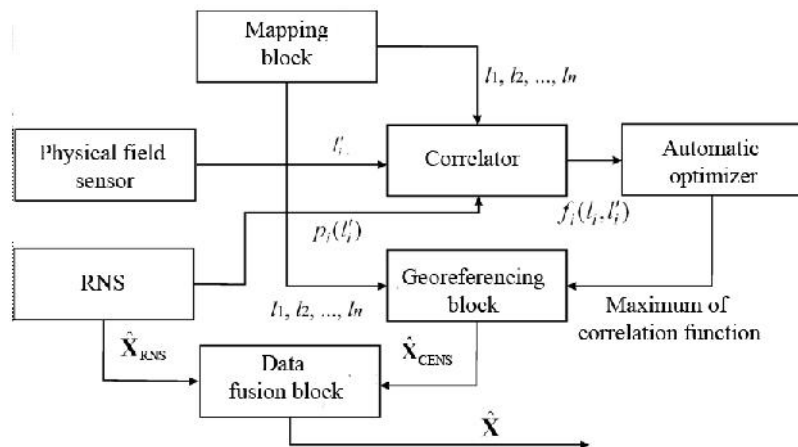 Mapping
block
l1, l2, ..., ln
Physical field
sensor
l'i
Correlator
Automatic
optimizer
fi(li, l'i)
pi(l'i)
RNS
Georeferencing
block
l1, l2, ..., ln
Maximum of
correlation function
X̂RNS
X̂CENS
Data
fusion block
X̂